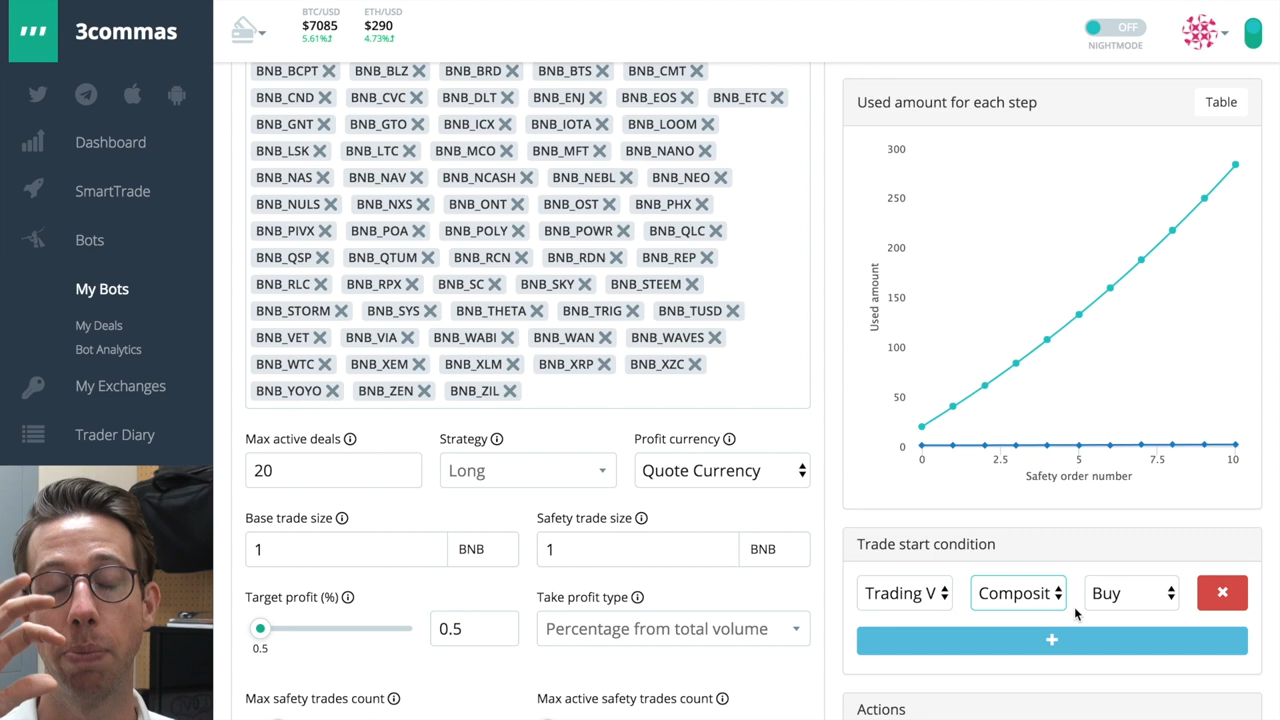 3commas
BTC/USD
$7085
5.61%
ETH/USD
$290
4.73%
OFF
NIGHTMODE
Dashboard
SmartTrade
Bots
My Bots
My Deals
Bot Analytics
My Exchanges
Trader Diary
BNB_BCPT BNB_BLZ BNB_BRD BNB_BTS BNB_CMT
BNB_CND BNB_CVC BNB_DLT BNB_ENJ BNB_EOS BNB_ETC
BNB_GNT BNB_GTO BNB_ICX BNB_IOTA BNB_LOOM
BNB_LSK BNB_LTC BNB_MCO BNB_MFT BNB_NANO
BNB_NAS BNB_NAV BNB_NCASH BNB_NEBL BNB_NEO
BNB_NULS BNB_NXS BNB_ONT BNB_OST BNB_PHX
BNB_PIVX BNB_POA BNB_POLY BNB_POWR BNB_QLC
BNB_QSP BNB_QTUM BNB_RCN BNB_RDN BNB_REP
BNB_RLC BNB_RPX BNB_SC BNB_SKY BNB_STEEM
BNB_STORM BNB_SYS BNB_THETA BNB_TRIG BNB_TUSD
BNB_VET BNB_VIA BNB_WABI BNB_WAN BNB_WAVES
BNB_WTC BNB_XEM BNB_XLM BNB_XRP BNB_XZC
BNB_YOYO BNB_ZEN BNB_ZIL
Max active deals Strategy Profit currency
20 Long Quote Currency
Base trade size Safety trade size
1 BNB 1 BNB
Target profit (%) Take profit type
0.5 Percentage from total volume
0.5
Max safety trades count Max active safety trades count
Used amount for each step Table
300
250
200
150
100
50
0
Used amount
0 2.5 5 7.5 10
Safety order number
Trade start condition
Trading V Composit Buy
+
Actions